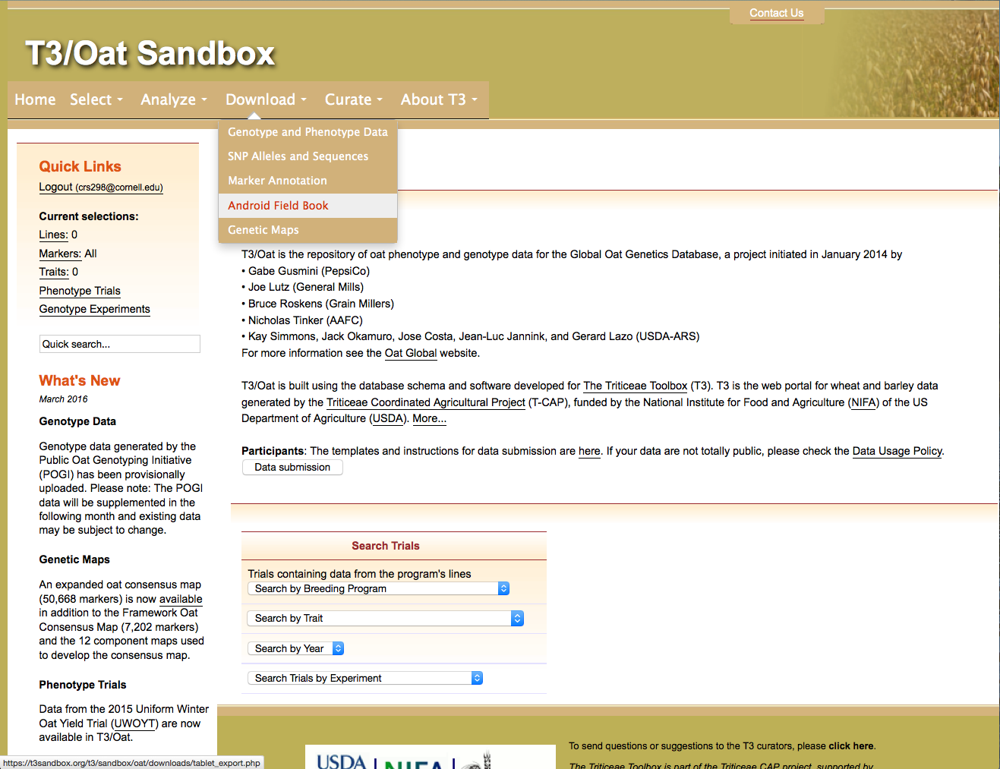 Contact Us
T3/Oat Sandbox
Home Select Analyze Download Curate About T3
Genotype and Phenotype Data
SNP Alleles and Sequences
Marker Annotation
Android Field Book
Genetic Maps
Quick Links
Logout (crs298@cornell.edu)
Current selections:
Lines: 0
Markers: All
Traits: 0
Phenotype Trials
Genotype Experiments
Quick search...
What's New
March 2016
Genotype Data
Genotype data generated by the
Public Oat Genotyping Initiative
(POGI) has been provisionally
uploaded. Please note: The POGI
data will be supplemented in the
following month and existing data
may be subject to change.
Genetic Maps
An expanded oat consensus map
(50,668 markers) is now available
in addition to the Framework Oat
Consensus Map (7,202 markers)
and the 12 component maps used
to develop the consensus map.
Phenotype Trials
Data from the 2015 Uniform Winter
Oat Yield Trial (UWOYT) are now
available in T3/Oat.
T3/Oat is the repository of oat phenotype and genotype data for the Global Oat Genetics Database, a project initiated in January 2014 by
• Gabe Gusmini (PepsiCo)
• Joe Lutz (General Mills)
• Bruce Roskens (Grain Millers)
• Nicholas Tinker (AAFC)
• Kay Simmons, Jack Okamuro, Jose Costa, Jean-Luc Jannink, and Gerard Lazo (USDA-ARS)
For more information see the Oat Global website.
T3/Oat is built using the database schema and software developed for The Triticeae Toolbox (T3). T3 is the web portal for wheat and barley data
generated by the Triticeae Coordinated Agricultural Project (T-CAP), funded by the National Institute for Food and Agriculture (NIFA) of the US
Department of Agriculture (USDA). More...
Participants: The templates and instructions for data submission are here. If your data are not totally public, please check the Data Usage Policy.
Data submission
Search Trials
Trials containing data from the program's lines
Search by Breeding Program
Search by Trait
Search by Year
Search Trials by Experiment
USDA NIFA
To send questions or suggestions to the T3 curators, please click here.
The Triticeae Toolbox is part of the Triticeae CAP project, supported by
https://t3sandbox.org/t3/sandbox/oat/downloads/tablet_export.php